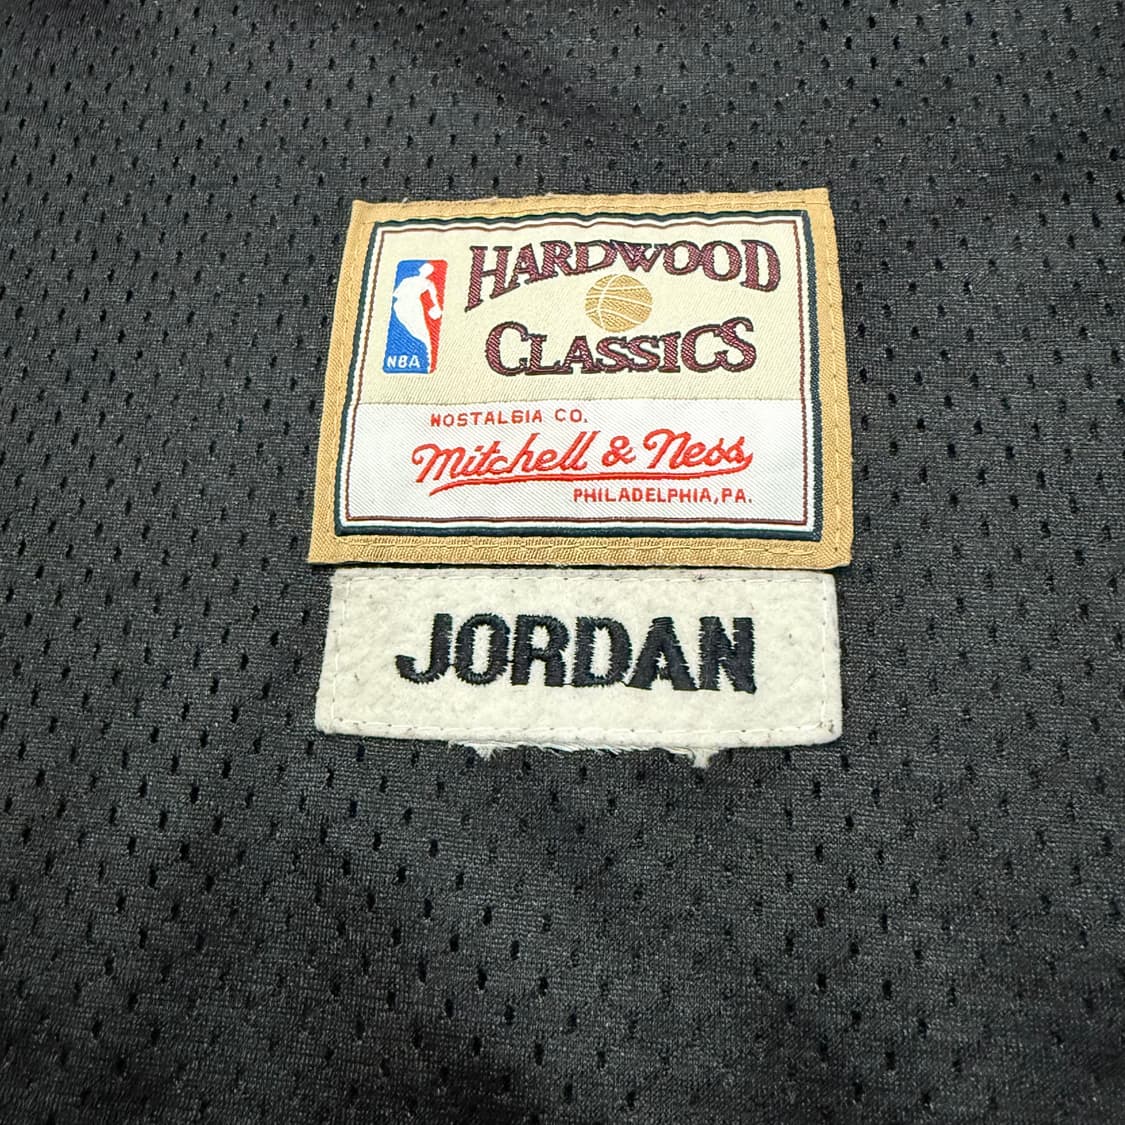 HARDWOOD
CLASSICS
NBA
NOSTALGIA CO.
Mitchell & Ness
PHILADELPHIA, PA.
JORDAN